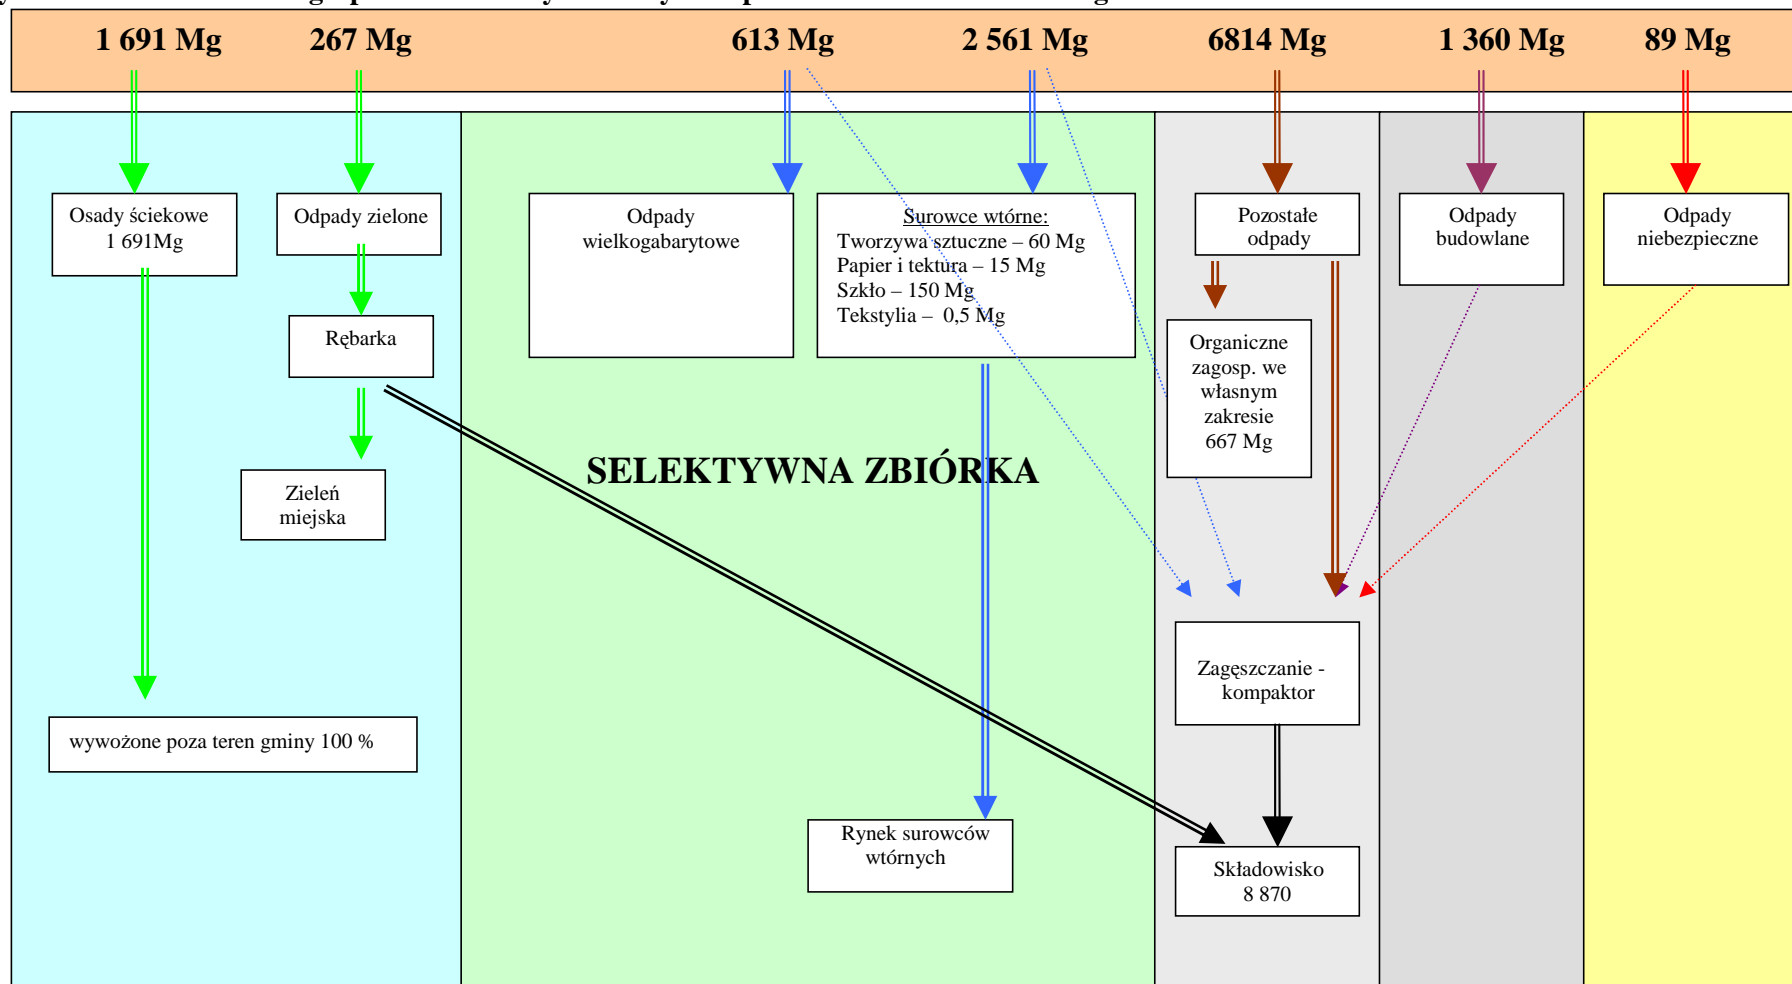 1 691 Mg 267 Mg 613 Mg 2 561 Mg 6814 Mg 1 360 Mg 89 Mg
Osady ściekowe
1 691Mg
Odpady zielone
Odpady
wielkogabarytowe
Surowce wtórne:
Tworzywa sztuczne – 60 Mg
Papier i tektura – 15 Mg
Szkło – 150 Mg
Tekstylia – 0,5 Mg
Pozostałe
odpady
Odpady
budowlane
Odpady
niebezpieczne
Rębarka
Organiczne
zagosp. we
własnym
zakresie
667 Mg
SELEKTYWNA ZBIÓRKA
Zieleń
miejska
Zagęszczanie -
kompaktor
wywożone poza teren gminy 100 %
Rynek surowców
wtórnych
Składowisko
8 870